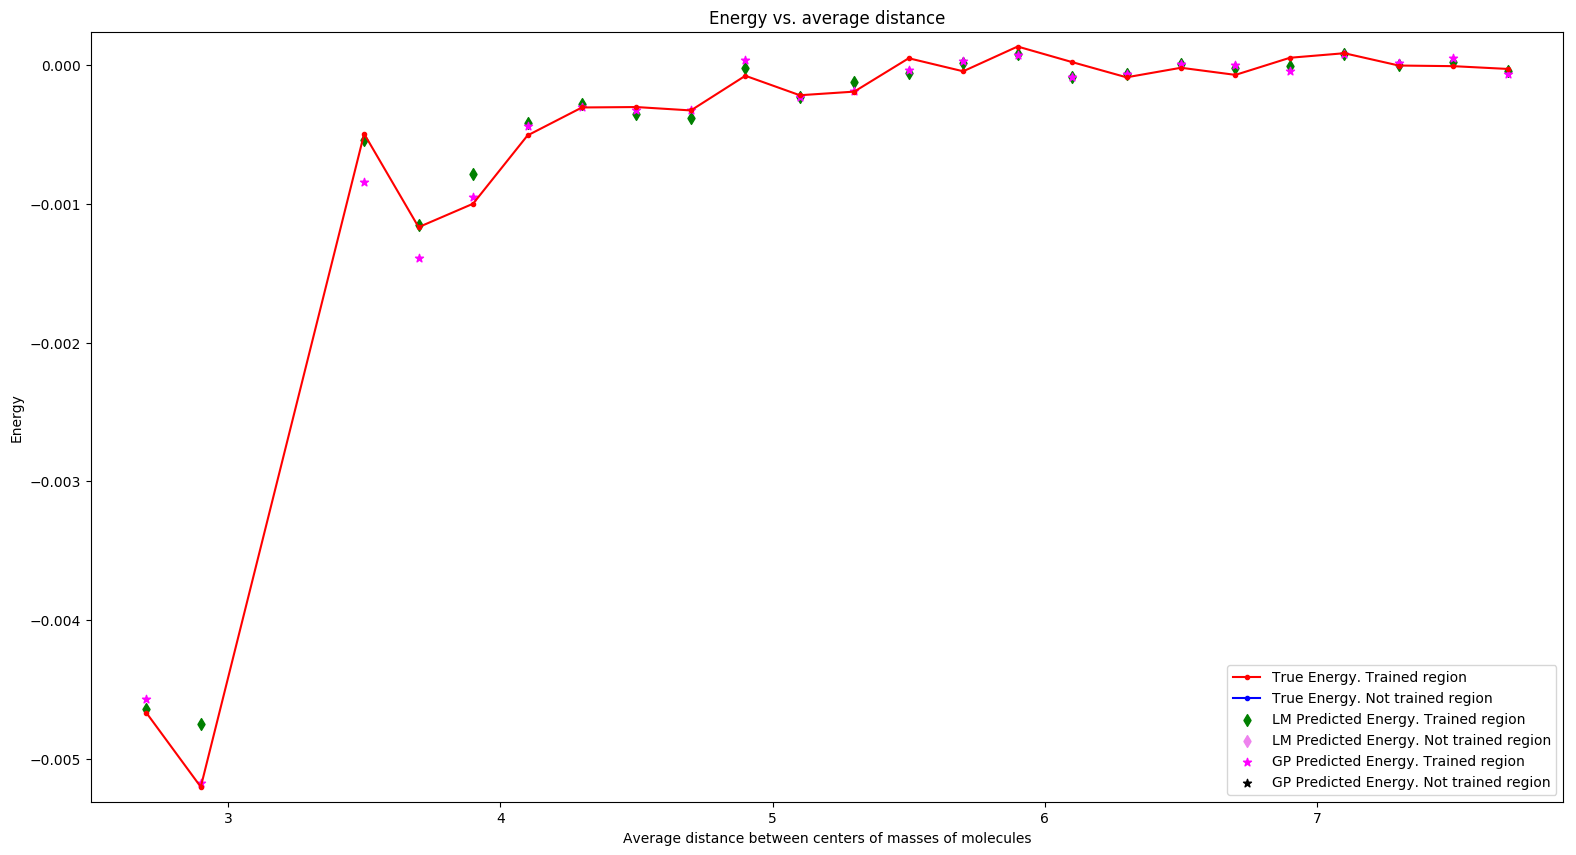 Energy vs. average distance
0.000
−0.001
−0.002
−0.003
−0.004
−0.005
Energy
3
4
5
6
7
Average distance between centers of masses of molecules
True Energy. Trained region
True Energy. Not trained region
LM Predicted Energy. Trained region
LM Predicted Energy. Not trained region
GP Predicted Energy. Trained region
GP Predicted Energy. Not trained region